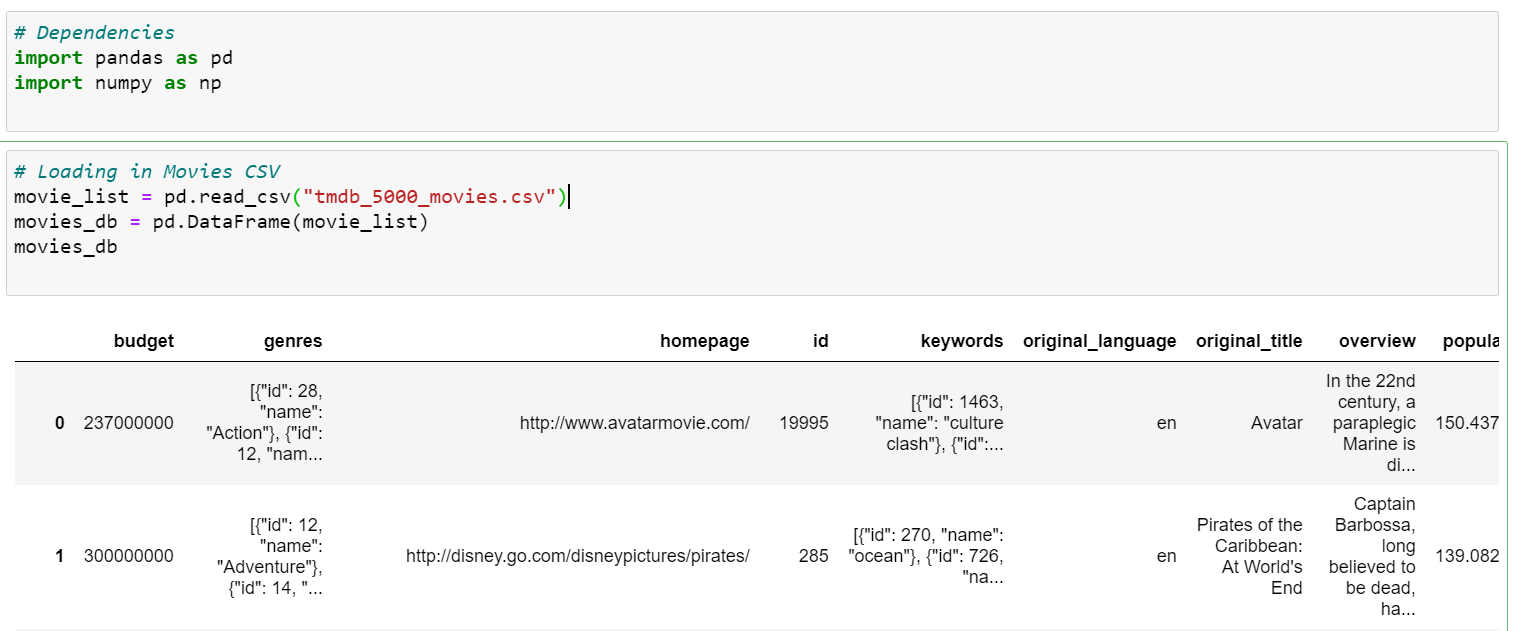 # Dependencies
import pandas as pd
import numpy as np
# Loading in Movies CSV
movie_list = pd.read_csv("tmdb_5000_movies.csv")
movies_db = pd.DataFrame(movie_list)
movies_db
budget genres homepage id keywords original_language original_title overview popula
0 237000000 [{"id": 28, "name": "Action"}, {"id": 12, "nam... http://www.avatarmovie.com/ 19995 [{"id": 1463, "name": "culture clash"}, {"id":... en Avatar In the 22nd century, a paraplegic Marine is di... 150.437
1 300000000 [{"id": 12, "name": "Adventure"}, {"id": 14, "... http://disney.go.com/disneypictures/pirates/ 285 [{"id": 270, "name": "ocean"}, {"id": 726, "na... en Pirates of the Caribbean: At World's End Captain Barbossa, long believed to be dead, ha... 139.082